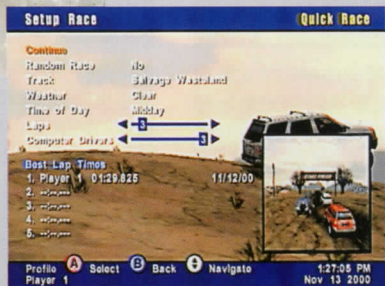 Setup Race
Quick Race
Continue
Random Race No
Track Salvage Wasteland
Weather Clear
Time of Day Midday
Laps 3
Computer Drivers 3
Best Lap Times
1. Player 1 01:29.825 11/12/00
2. --:--.---
3. --:--.---
4. --:--.---
5. --:--.---
Profile A Select B Back Navigate 1:27:05 PM
Player 1 Nov 13 2000